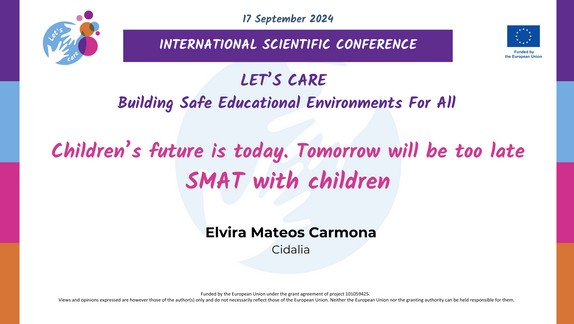 17 September 2024
Let's
care
INTERNATIONAL SCIENTIFIC CONFERENCE
Funded by
the European Union
LET'S CARE
Building Safe Educational Environments For All
Children's future is today. Tomorrow will be too late
SMAT with children
Elvira Mateos Carmona
Cidalia
Funded by the European Union under the grant agreement of project 101059425.
Views and opinions expressed are however those of the author(s) only and do not necessarily reflect those of the European Union. Neither the European Union nor the granting authority can be held responsible for them.